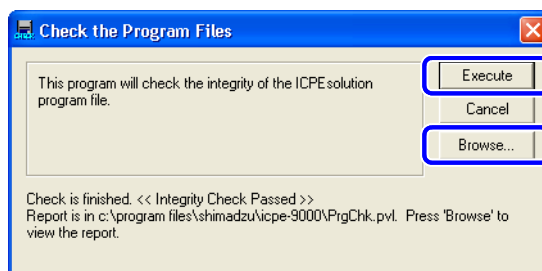 Check the Program Files
This program will check the integrity of the ICPEsolution
program file.
Execute
Cancel
Browse...
Check is finished. << Integrity Check Passed >>
Report is in c:\program files\shimadzu\icpe-9000\PrgChk.pvl. Press 'Browse' to
view the report.